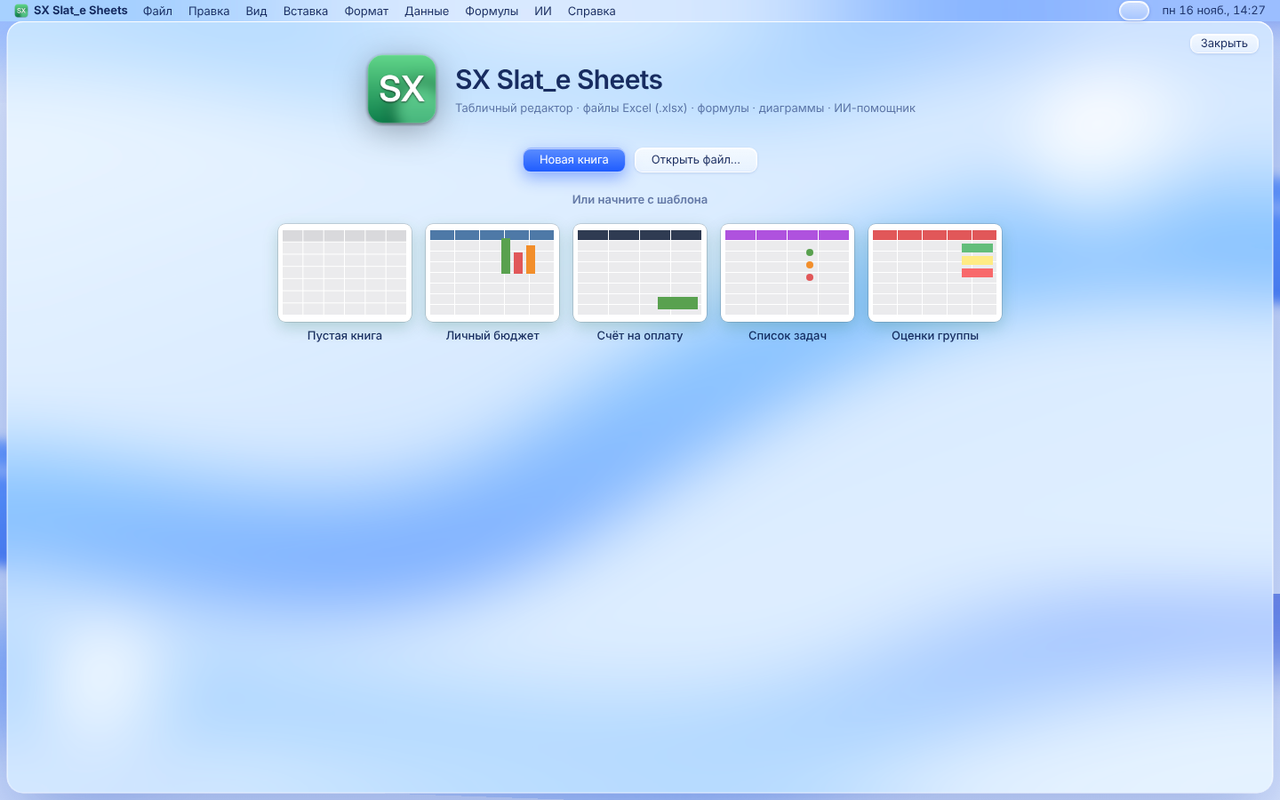 SX SX Slat_e Sheets Файл Правка Вид Вставка Формат Данные Формулы ИИ Справка пн 16 нояб., 14:27
Закрыть
SX
SX Slat_e Sheets
Табличный редактор · файлы Excel (.xlsx) · формулы · диаграммы · ИИ-помощник
Новая книга Открыть файл...
Или начните с шаблона
Пустая книга Личный бюджет Счёт на оплату Список задач Оценки группы